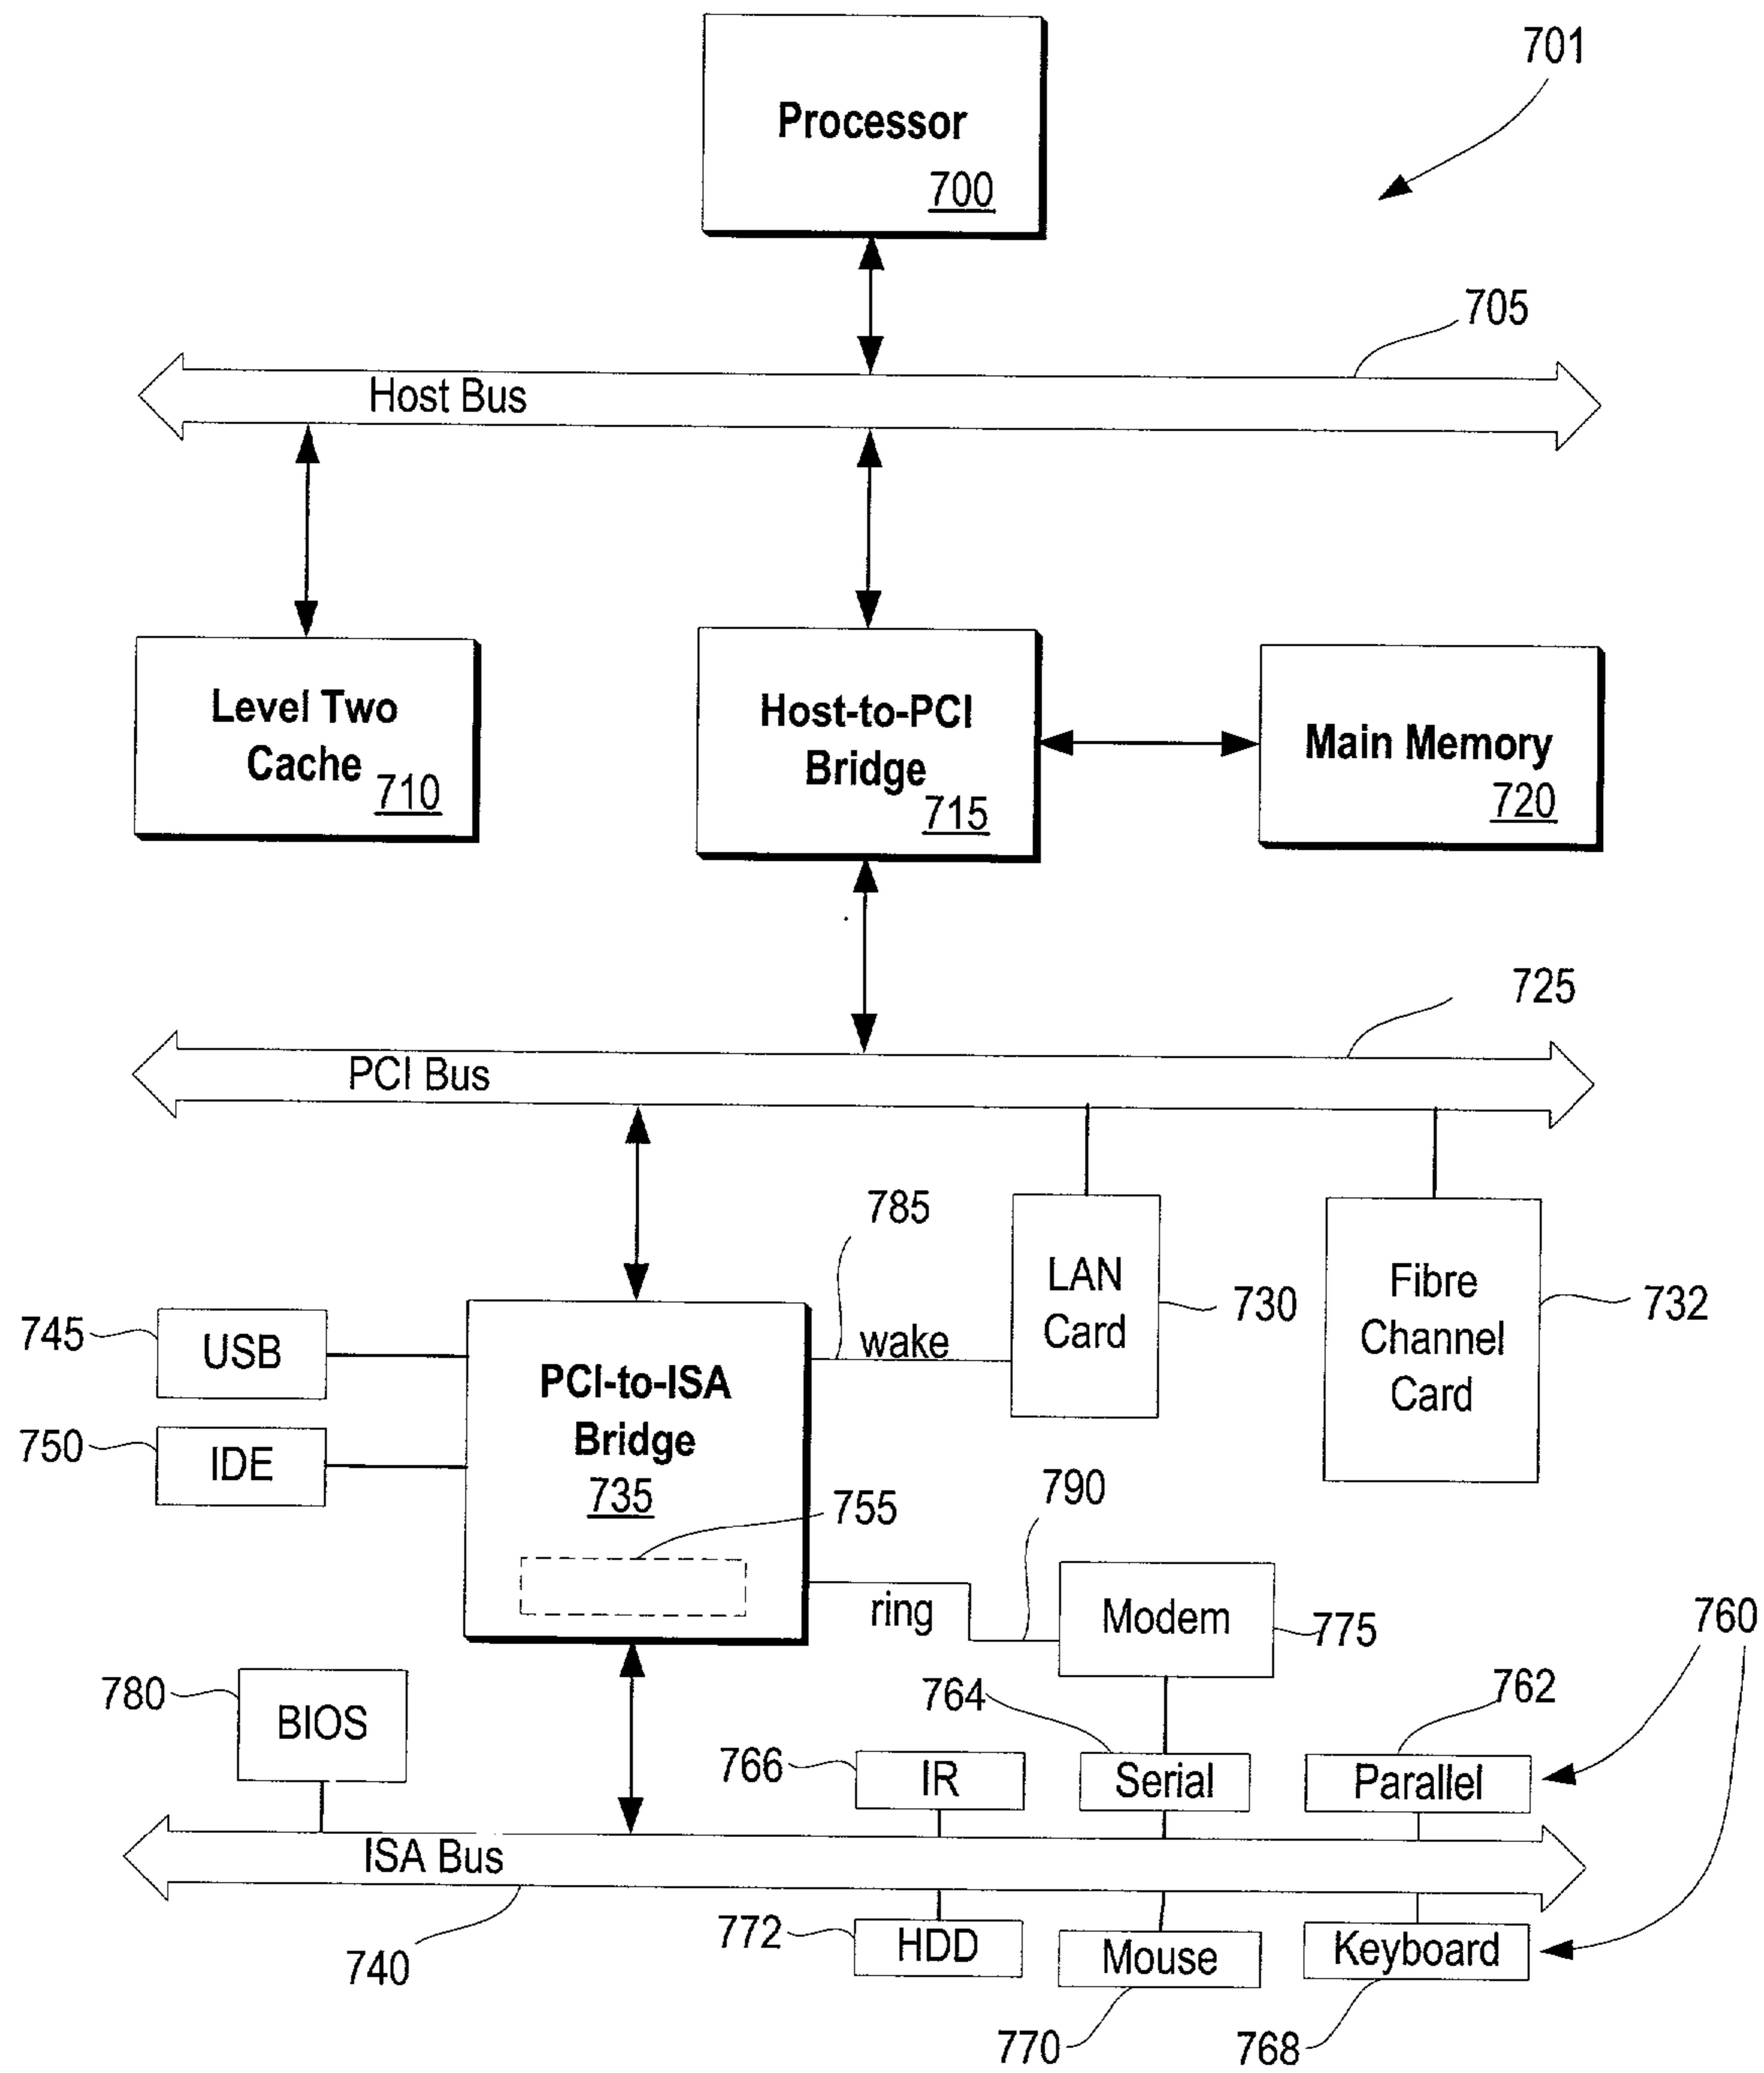 701
Processor
700
705
Host Bus
Level Two
Cache
710
Host-to-PCI
Bridge
715
Main Memory
720
725
PCI Bus
785
745
USB
750
IDE
PCI-to-ISA
Bridge
735
755
wake
LAN
Card
730
Fibre
Channel
Card
732
790
ring
Modem
775
760
780
BIOS
764
762
766
IR
Serial
Parallel
ISA Bus
740
772
HDD
Mouse
Keyboard
770
768